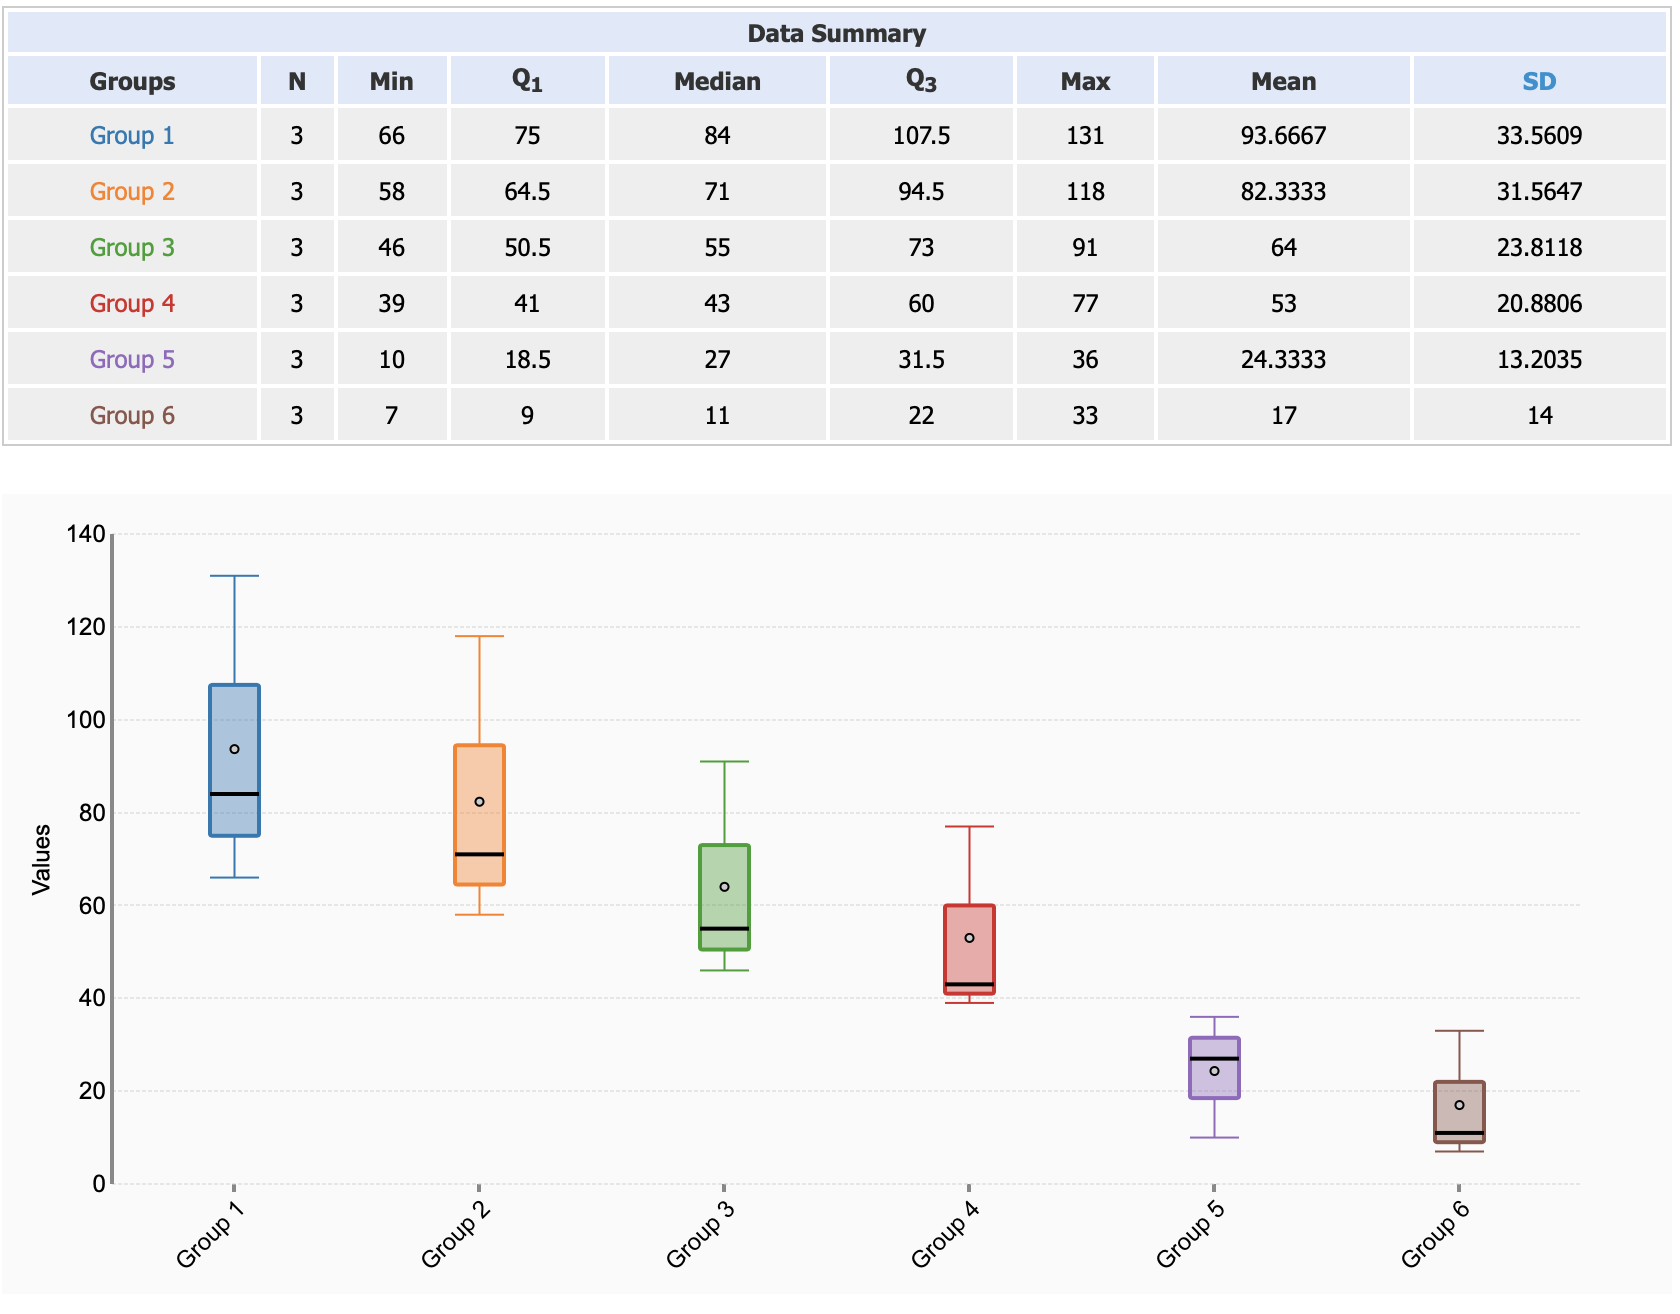 Data Summary
Groups N Min Q1 Median Q3 Max Mean SD
Group 1 3 66 75 84 107.5 131 93.6667 33.5609
Group 2 3 58 64.5 71 94.5 118 82.3333 31.5647
Group 3 3 46 50.5 55 73 91 64 23.8118
Group 4 3 39 41 43 60 77 53 20.8806
Group 5 3 10 18.5 27 31.5 36 24.3333 13.2035
Group 6 3 7 9 11 22 33 17 14
140
120
100
80
60
40
20
0
Values
Group 1 Group 2 Group 3 Group 4 Group 5 Group 6